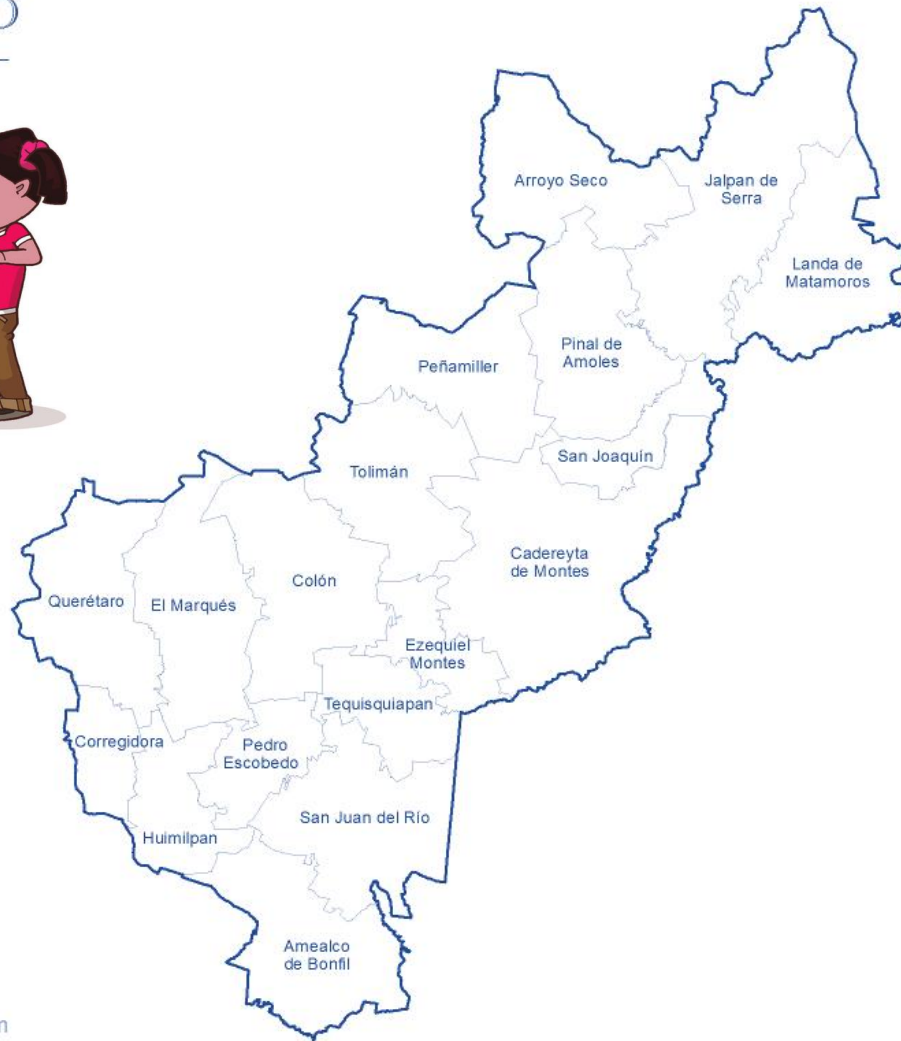 Arroyo Seco
Jalpan de
Serra
Landa de
Matamoros
Pinal de
Amoles
Peñamiller
San Joaquín
Tolimán
Cadereyta
de Montes
Colón
Querétaro
El Marqués
Ezequiel
Montes
Tequisquiapan
Corregidora
Pedro
Escobedo
San Juan del Río
Huimilpan
Amealco
de Bonfil